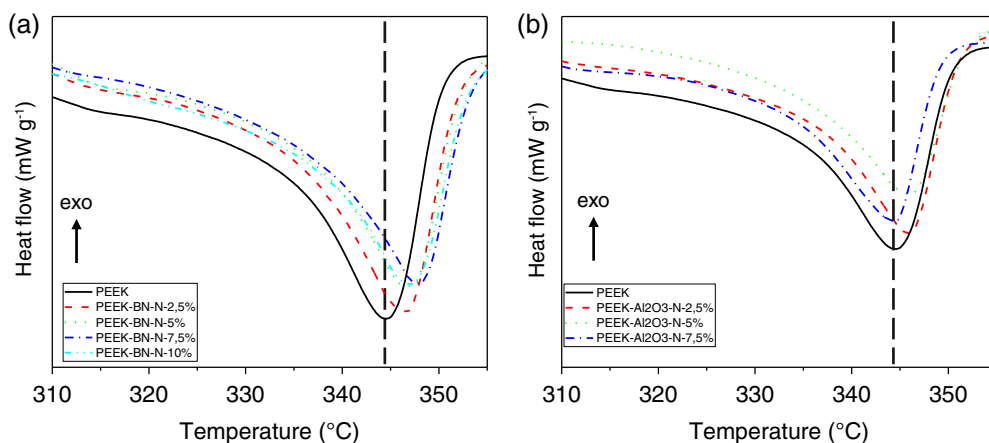 (a)
Heat flow (mW g⁻¹)
exo
PEEK
PEEK-BN-N-2,5%
PEEK-BN-N-5%
PEEK-BN-N-7,5%
PEEK-BN-N-10%
310 320 330 340 350
Temperature (°C)
(b)
Heat flow (mW g⁻¹)
exo
PEEK
PEEK-Al2O3-N-2,5%
PEEK-Al2O3-N-5%
PEEK-Al2O3-N-7,5%
310 320 330 340 350
Temperature (°C)